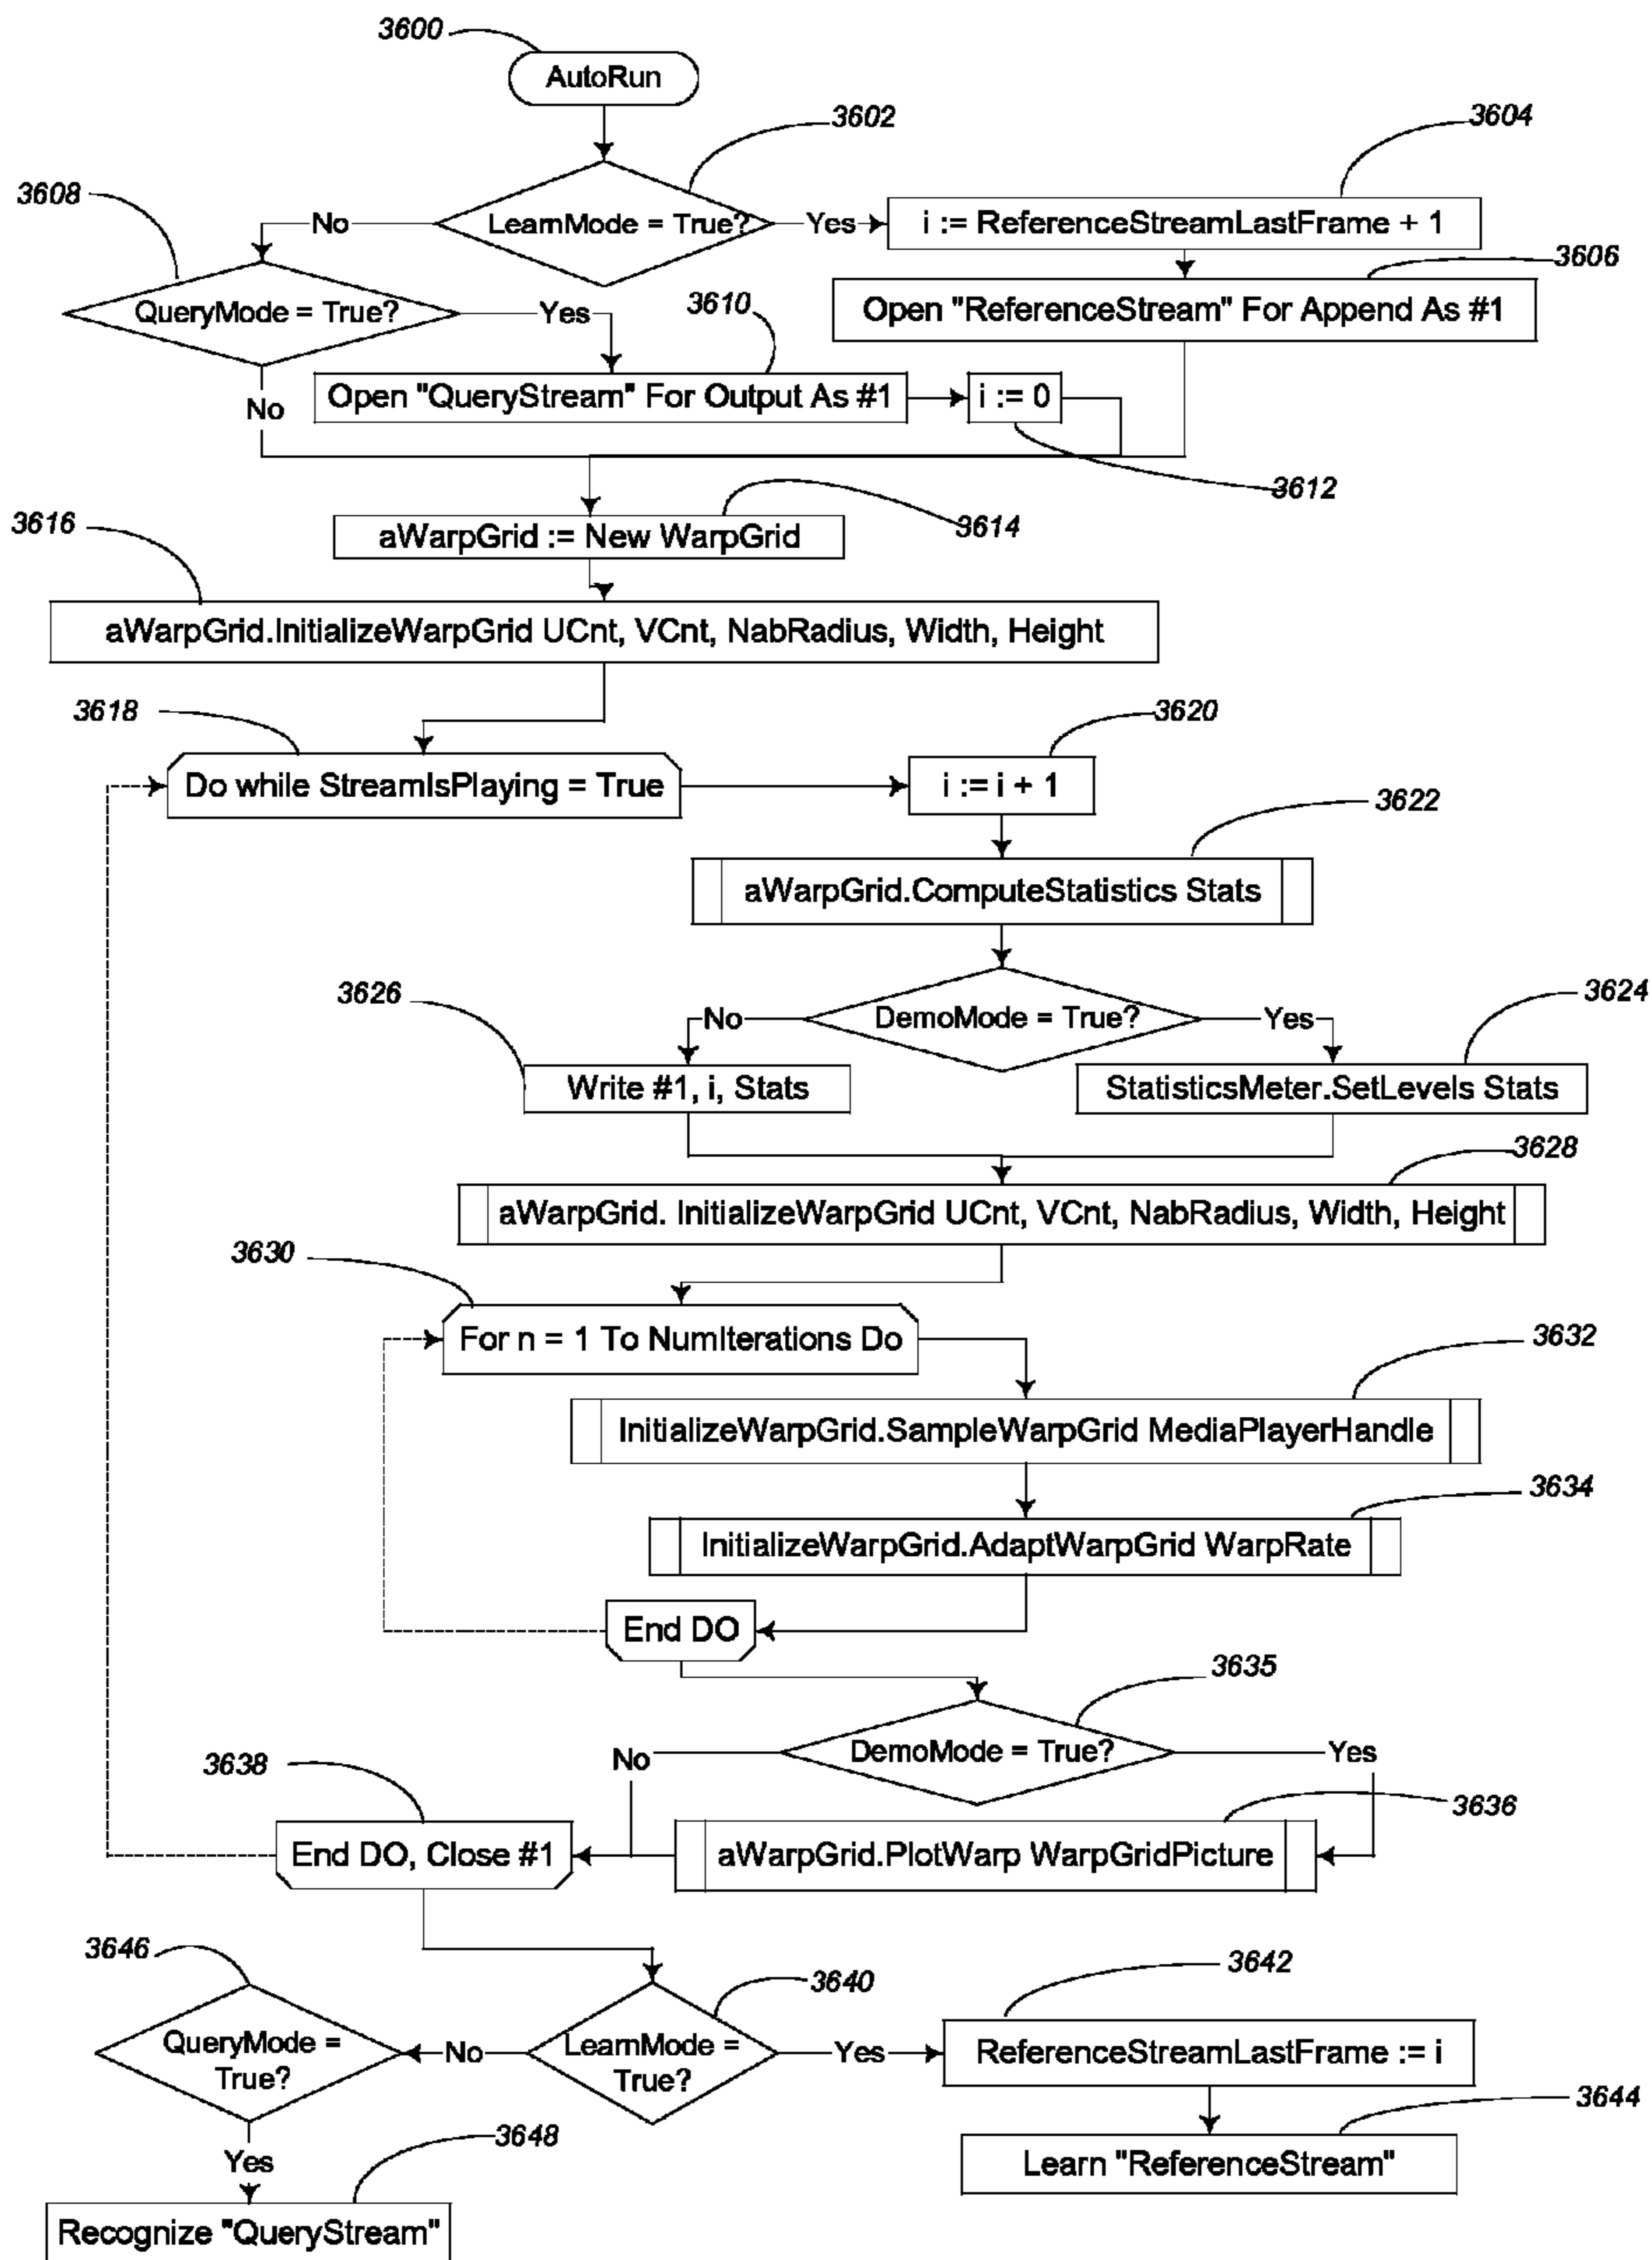 3600
AutoRun
3602
3604
3608
No
LearnMode = True?
Yes
i := ReferenceStreamLastFrame + 1
3606
QueryMode = True?
Yes
3610
Open "ReferenceStream" For Append As #1
No
Open "QueryStream" For Output As #1
i := 0
3612
3616
aWarpGrid := New WarpGrid
3614
aWarpGrid.InitializeWarpGrid UCnt, VCnt, NabRadius, Width, Height
3618
3620
Do while StreamIsPlaying = True
i := i + 1
3622
aWarpGrid.ComputeStatistics Stats
3626
3624
No
DemoMode = True?
Yes
Write #1, i, Stats
StatisticsMeter.SetLevels Stats
3628
aWarpGrid. InitializeWarpGrid UCnt, VCnt, NabRadius, Width, Height
3630
For n = 1 To NumIterations Do
3632
InitializeWarpGrid.SampleWarpGrid MediaPlayerHandle
3634
InitializeWarpGrid.AdaptWarpGrid WarpRate
End DO
3635
3638
No
DemoMode = True?
Yes
3636
End DO, Close #1
aWarpGrid.PlotWarp WarpGridPicture
3646
3640
3642
QueryMode =
True?
No
LearnMode =
True?
Yes
ReferenceStreamLastFrame := i
3644
Yes
3648
Learn "ReferenceStream"
Recognize "QueryStream"